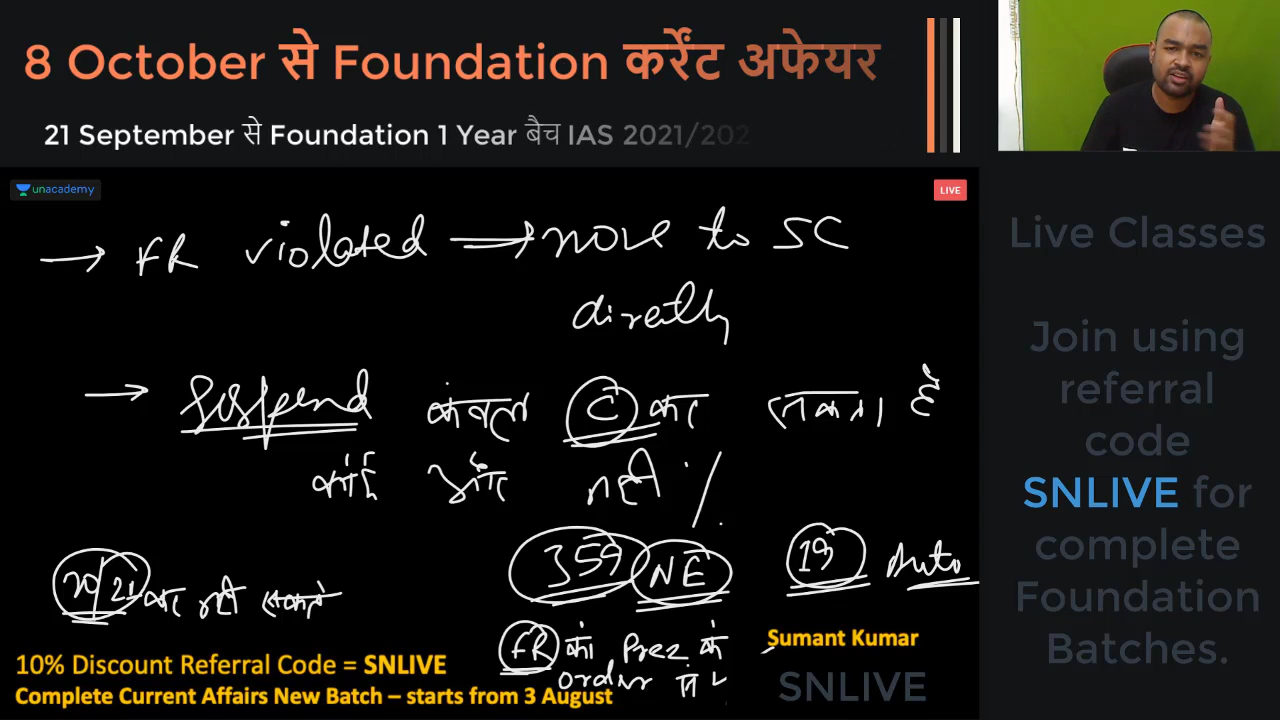 8 October से Foundation करेंट अफेयर
21 September से Foundation 1 Year बैच IAS 2021/202
unacademy
LIVE
→ FR violated → move to SC
directly
→ suspend केवल C कर सकता है
कोई और नहीं
20/21 का नहीं सकते
359 NE
19 Auto
FR को Prez के
order से
Sumant Kumar
10% Discount Referral Code = SNLIVE
Complete Current Affairs New Batch – starts from 3 August
SNLIVE
Live Classes
Join using
referral
code
SNLIVE for
complete
Foundation
Batches.